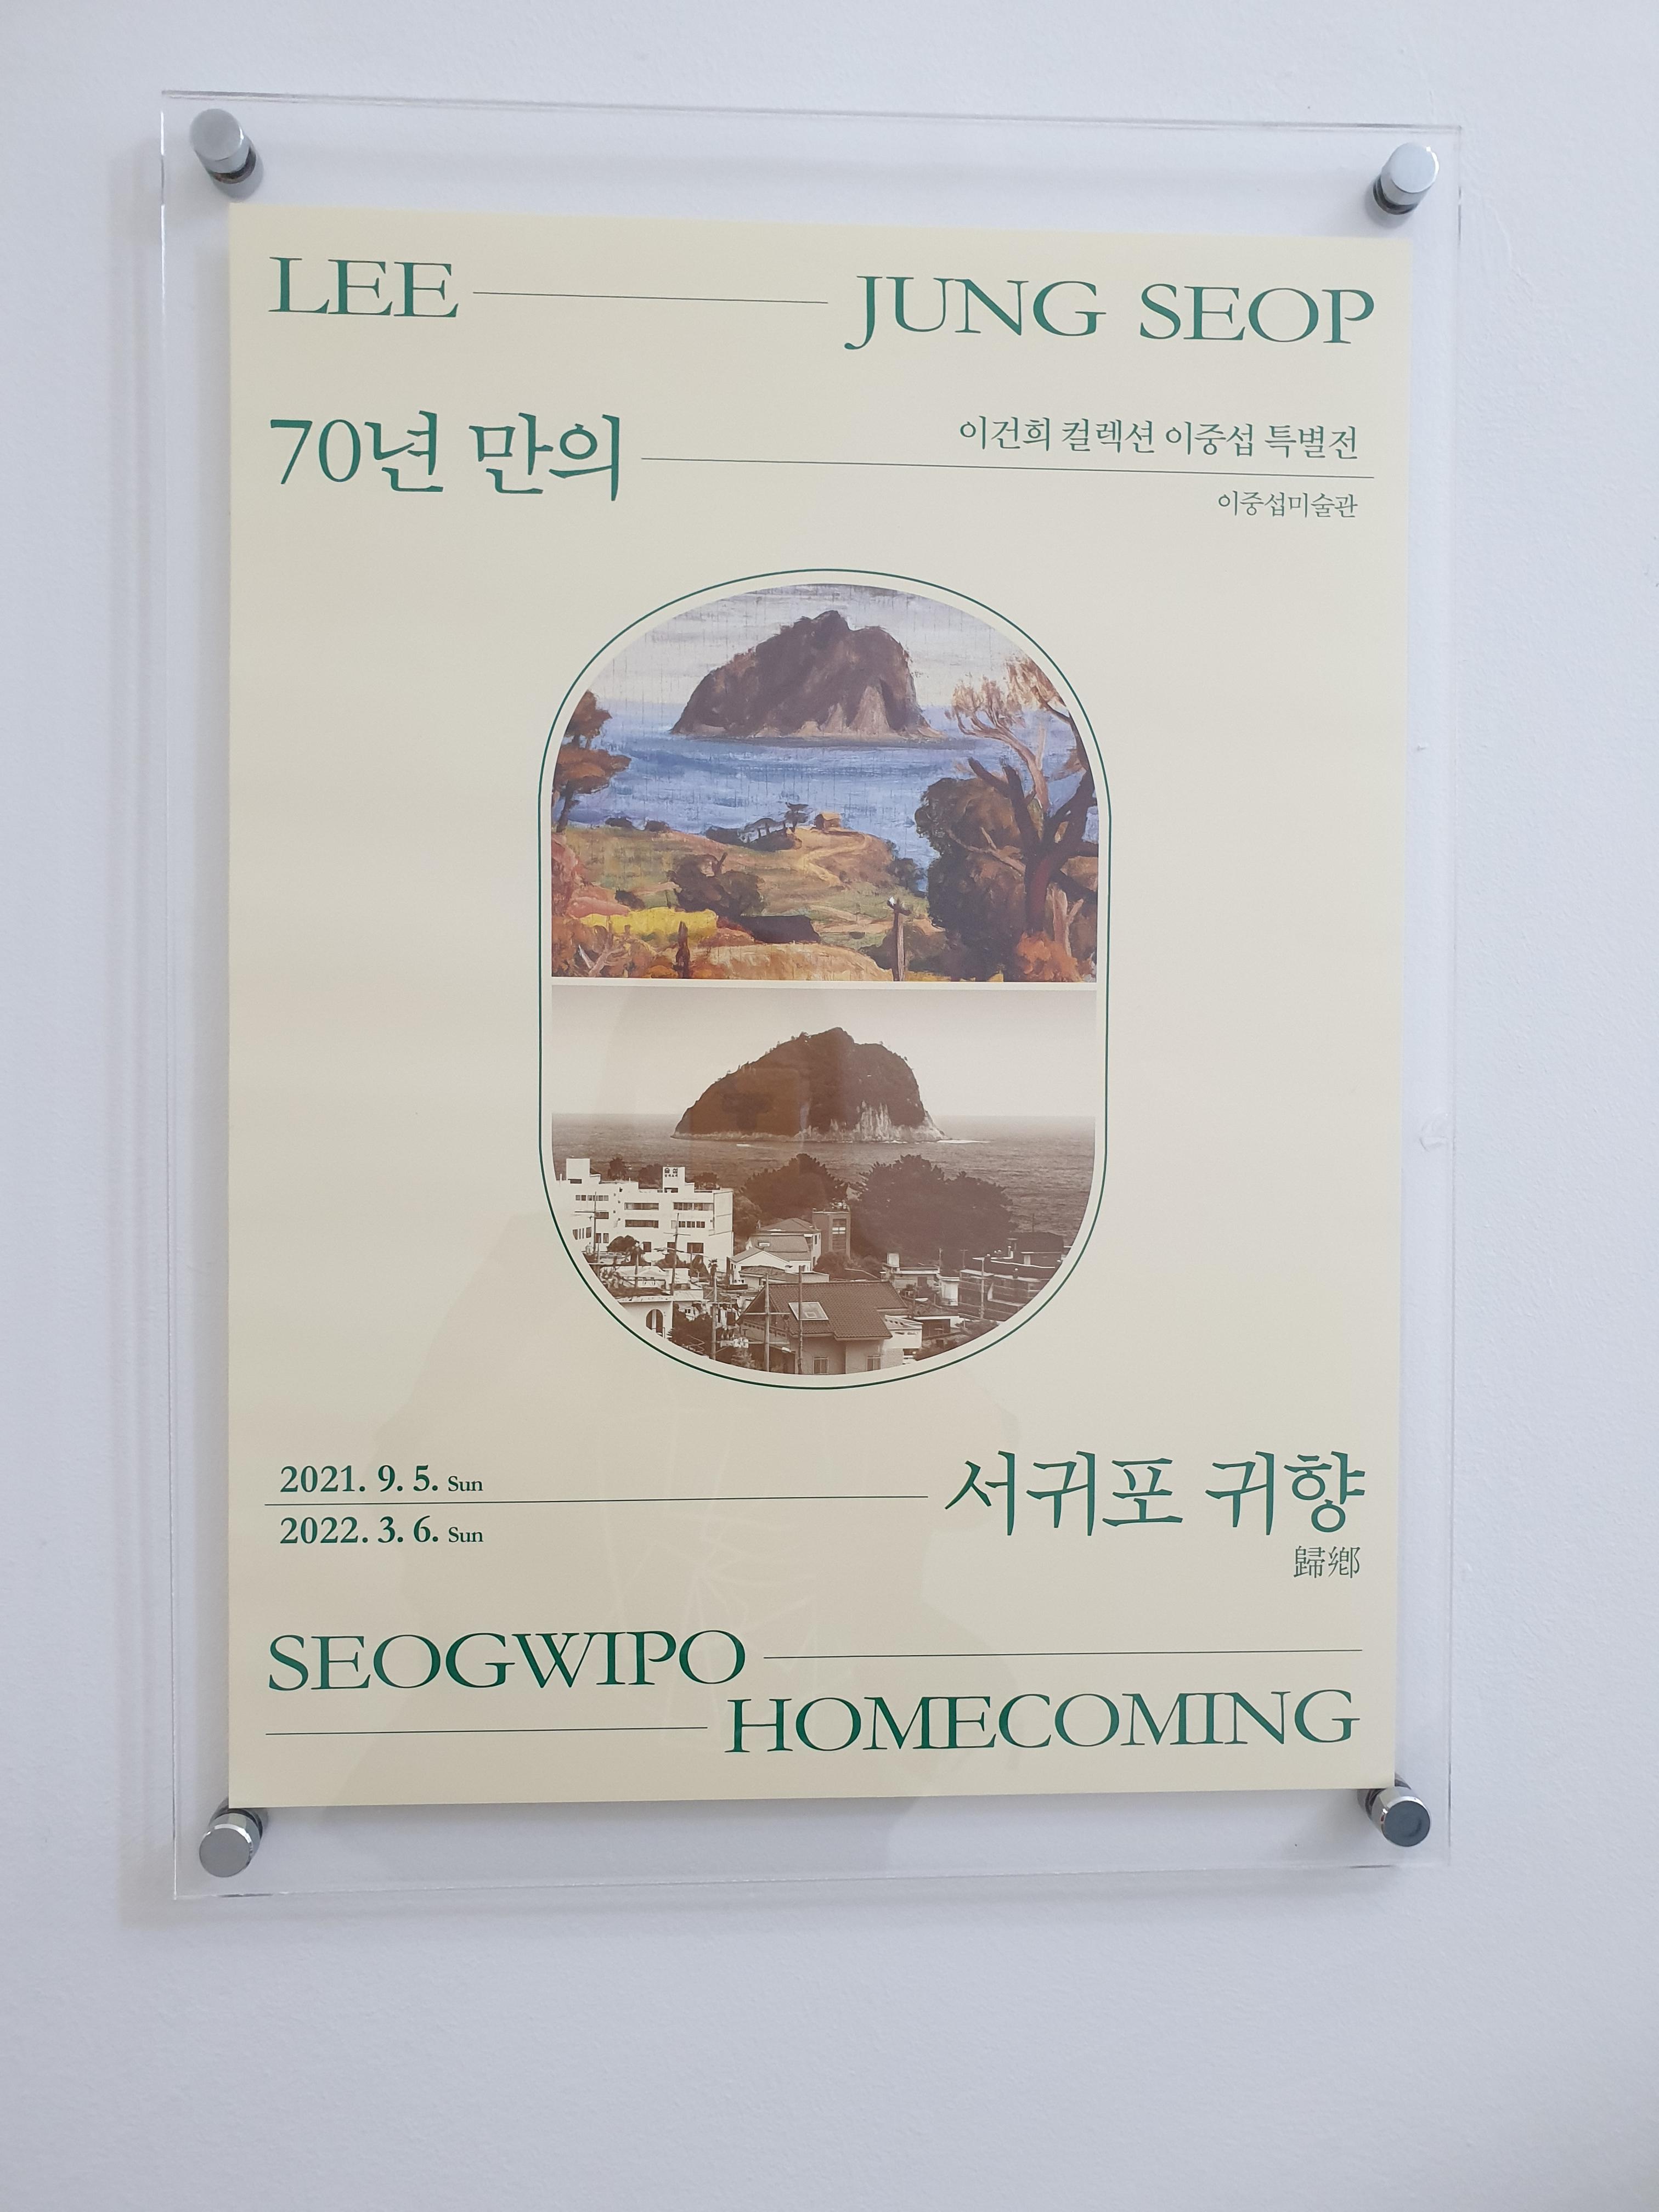 LEE JUNG SEOP
70년 만의
이건희 컬렉션 이중섭 특별전
이중섭미술관
2021. 9. 5. Sun
2022. 3. 6. Sun
서귀포 귀향
歸鄕
SEOGWIPO
HOMECOMING